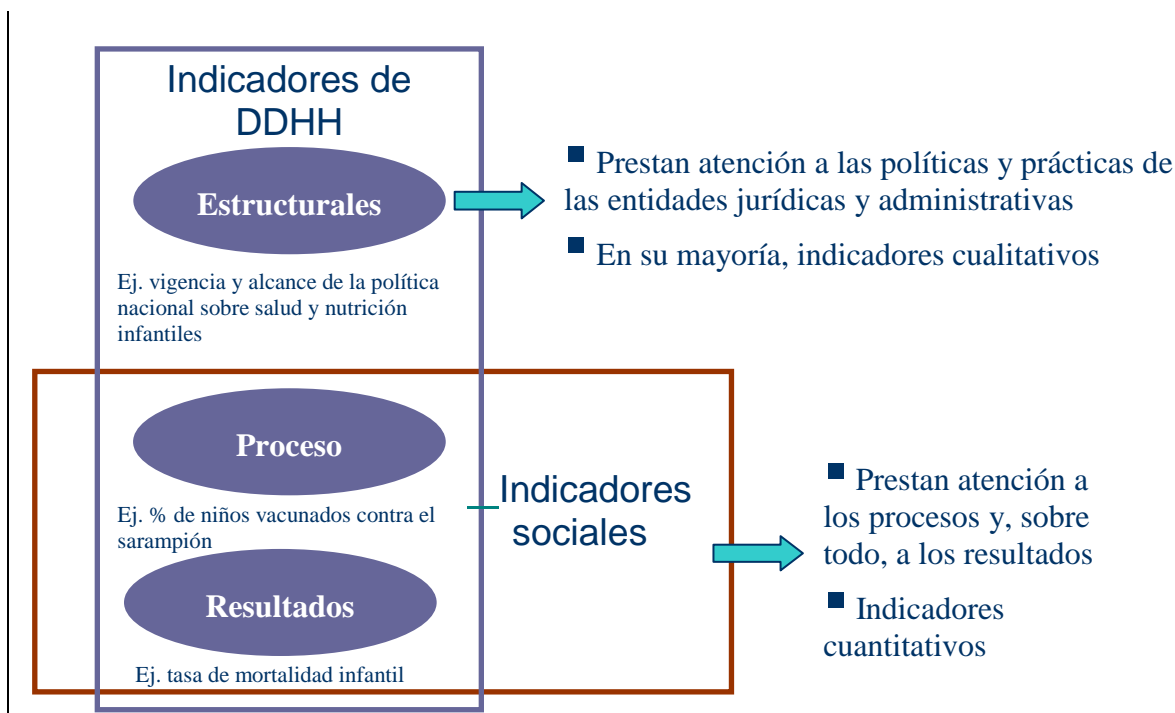 Indicadores de
DDHH
Estructurales
Ej. vigencia y alcance de la política
nacional sobre salud y nutrición
infantiles
■ Prestan atención a las políticas y prácticas de
las entidades jurídicas y administrativas
■ En su mayoría, indicadores cualitativos
Proceso
Ej. % de niños vacunados contra el
sarampión
Resultados
Ej. tasa de mortalidad infantil
Indicadores
sociales
■ Prestan atención a
los procesos y, sobre
todo, a los resultados
■ Indicadores
cuantitativos